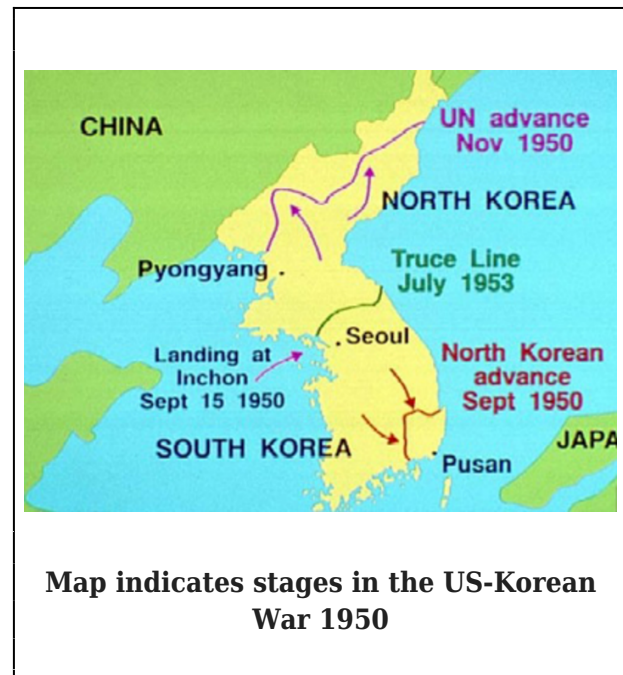 CHINA
UN advance
Nov 1950
NORTH KOREA
Pyongyang
Truce Line
July 1953
Seoul
Landing at
Inchon
Sept 15 1950
North Korean
advance
Sept 1950
SOUTH KOREA
JAPA
Pusan
Map indicates stages in the US-Korean
War 1950